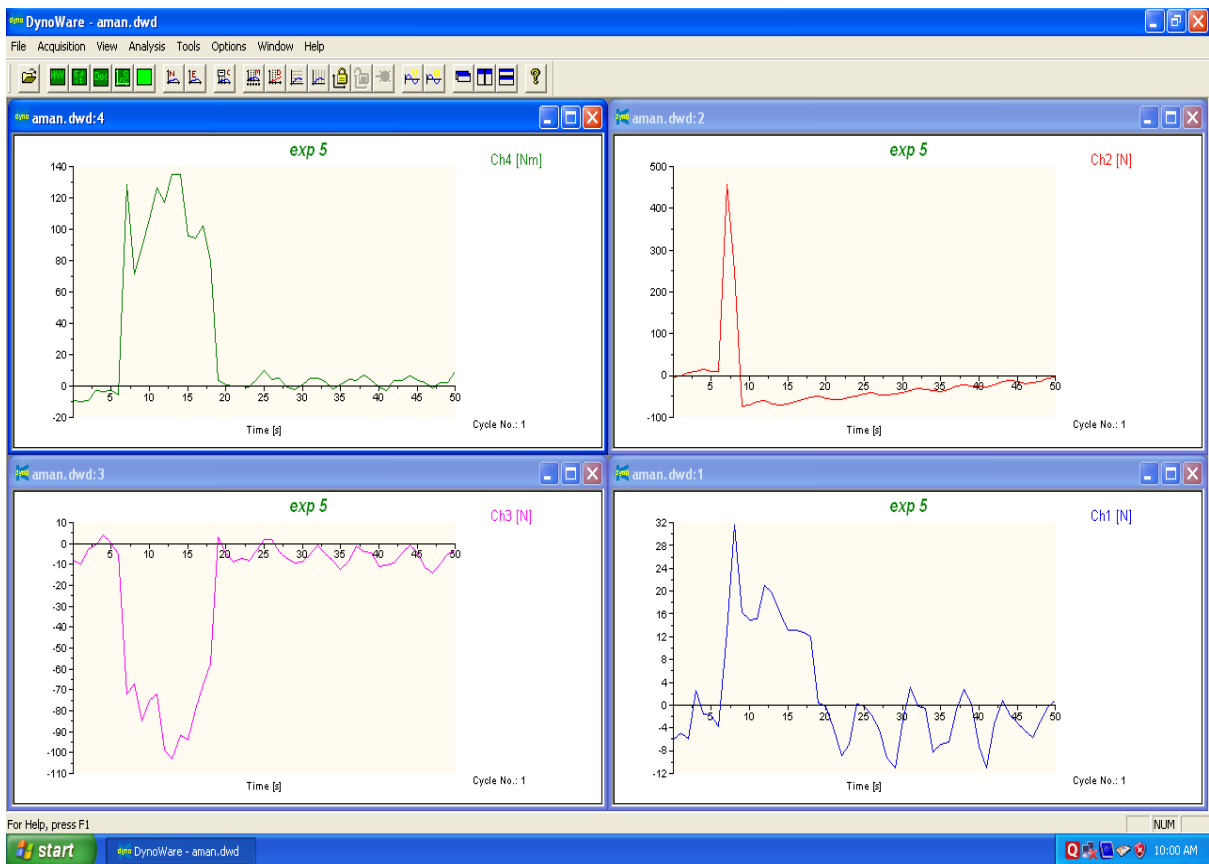 DynoWare - aman.dwd
File Acquisition View Analysis Tools Options Window Help
aman.dwd:4
exp 5
Ch4 [Nm]
140
120
100
80
60
40
20
0
-20
5 10 15 20 25 30 35 40 45 50
Time [s]
Cycle No.: 1
aman.dwd:2
exp 5
Ch2 [N]
500
400
300
200
100
0
-100
5 10 15 20 25 30 35 40 45 50
Time [s]
Cycle No.: 1
aman.dwd:3
exp 5
Ch3 [N]
10
0
-10
-20
-30
-40
-50
-60
-70
-80
-90
-100
-110
5 10 15 20 25 30 35 40 45 50
Time [s]
Cycle No.: 1
aman.dwd:1
exp 5
Ch1 [N]
32
28
24
20
16
12
8
4
0
-4
-8
-12
5 10 15 20 25 30 35 40 45 50
Time [s]
Cycle No.: 1
For Help, press F1
NUM
start
DynoWare - aman.dwd
10:00 AM